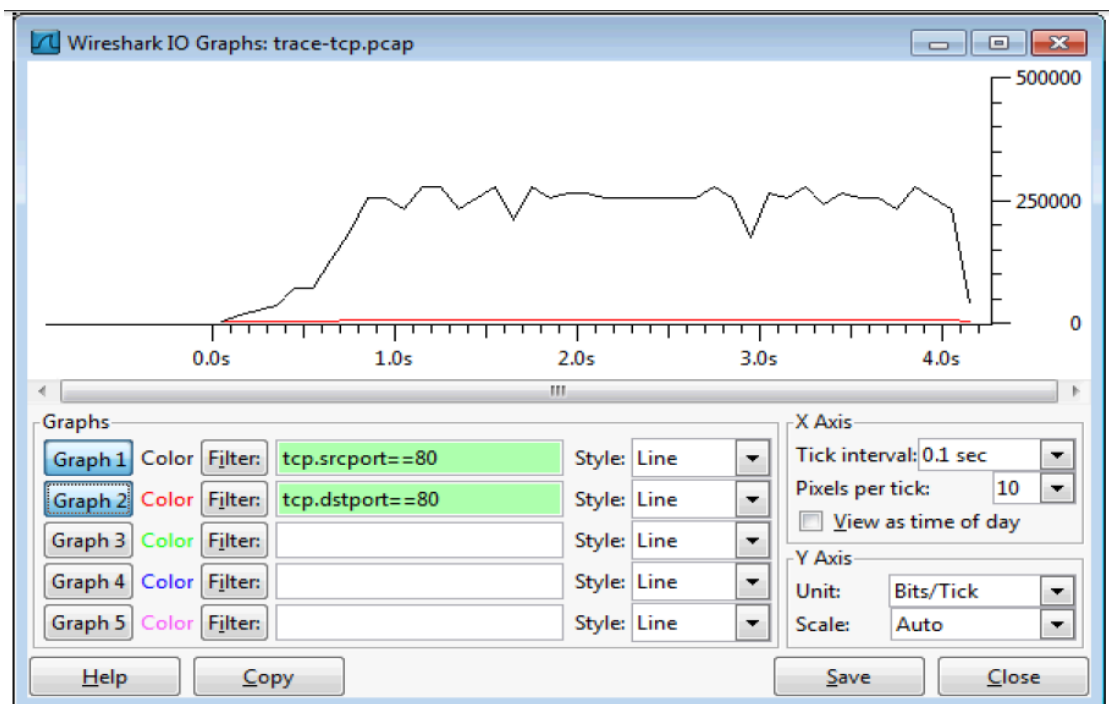 Wireshark IO Graphs: trace-tcp.pcap
500000
250000
0
0.0s 1.0s 2.0s 3.0s 4.0s
Graphs
Graph 1 Color Filter: tcp.srcport==80 Style: Line
Graph 2 Color Filter: tcp.dstport==80 Style: Line
Graph 3 Color Filter: Style: Line
Graph 4 Color Filter: Style: Line
Graph 5 Color Filter: Style: Line
X Axis
Tick interval: 0.1 sec
Pixels per tick: 10
View as time of day
Y Axis
Unit: Bits/Tick
Scale: Auto
Help Copy Save Close